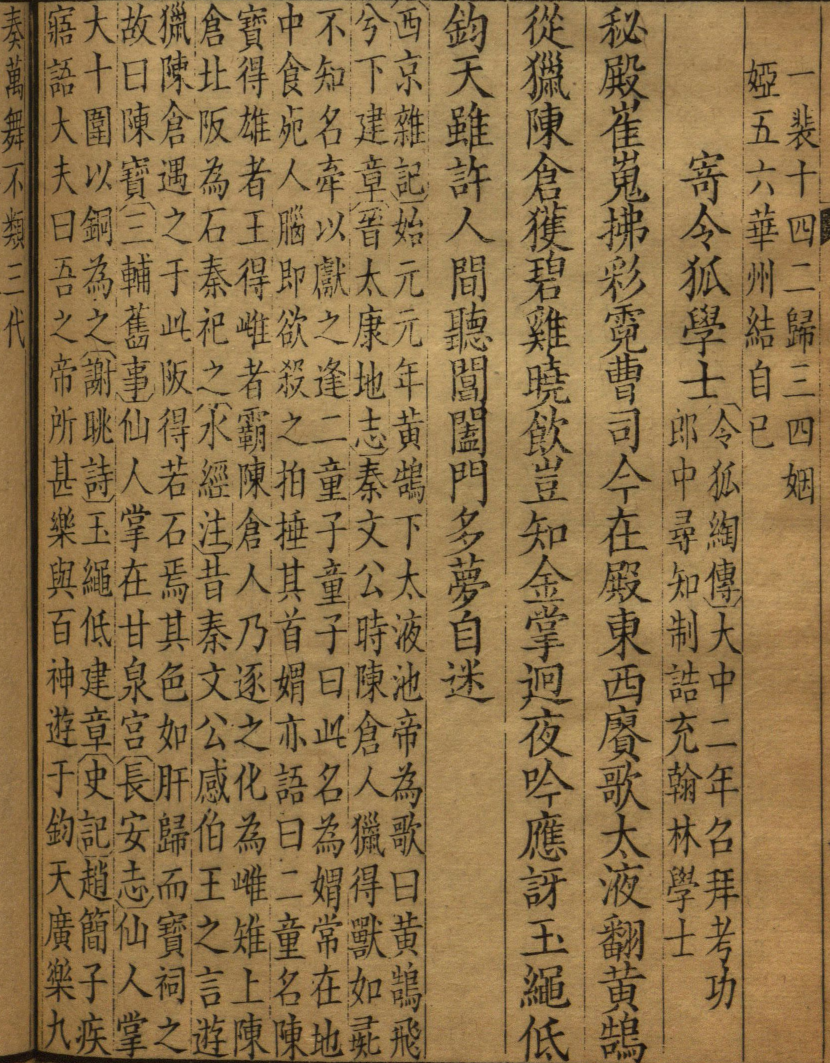 一裴十四二歸三四姻
婭五六華州結自已
寄令狐學士
令狐綯傳大中二年召拜考功
郎中尋知制誥充翰林學士
秘殿崔嵬拂彩霓曹司今在殿東西賡歌太液翻黃鵠
從獵陳倉獲碧雞曉飲豈知金掌迥夜吟應訝玉繩低
鈞天雖許人間聽閶闔門多夢自迷
西京雜記始元元年黃鵠下太液池帝為歌曰黃鵠飛
兮下建章晉太康地志秦文公時陳倉人獵得獸如彘
不知名牽以獻之逢二童子童子曰此名為媦常在地
中食死人腦即欲殺之拍捶其首媦亦語曰二童名陳
寶得雄者王得雌者霸陳倉人乃逐之化為雌雉上陳
倉北阪為石秦祀之水經注昔秦文公感伯王之言遊
獵陳倉遇之于此阪得若石焉其色如肝歸而寶祠之
故曰陳寶三輔舊事仙人掌在甘泉宮長安志仙人掌
大十圍以銅為之謝眺詩玉繩低建章史記趙簡子疾
寤語大夫曰吾之帝所甚樂與百神遊于鈞天廣樂九
奏萬舞不類三代